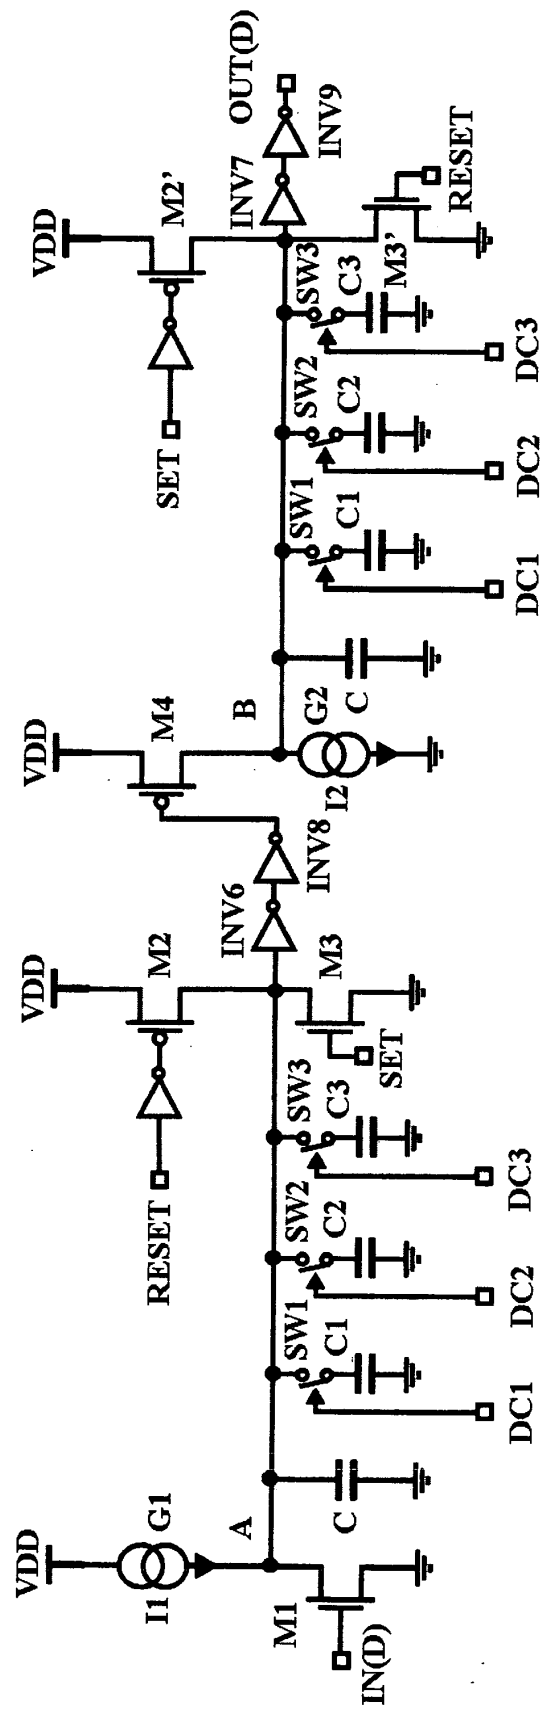 VDD
I1
G1
A
M1
IN(D)
C
SW1
C1
DC1
SW2
C2
DC2
SW3
C3
DC3
RESET
VDD
M2
M3
SET
INV6
INV8
VDD
M4
B
G2
I2
C
SW1
C1
DC1
SW2
C2
DC2
SW3
C3
DC3
SET
VDD
M2'
M3'
RESET
INV7
INV9
OUT(D)